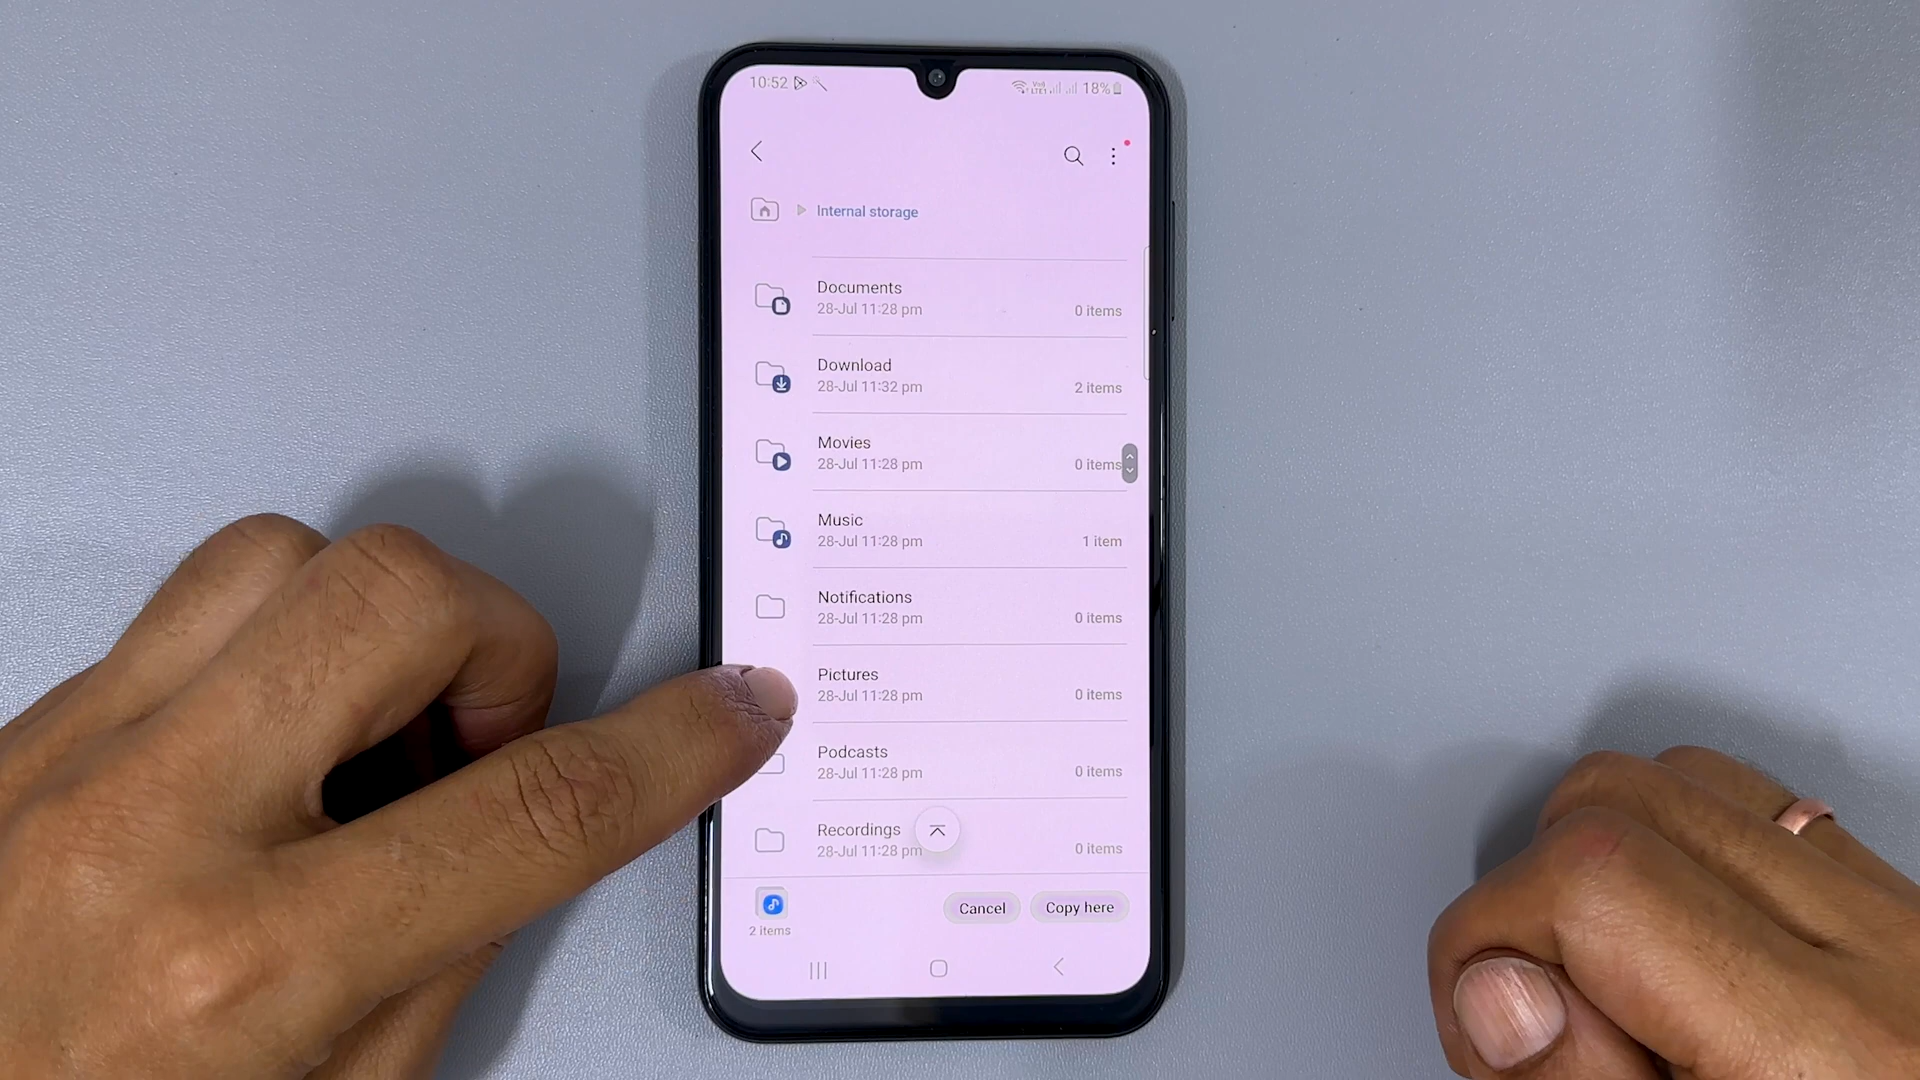 10:52
18%
Internal storage
Documents
28-Jul 11:28 pm
0 items
Download
28-Jul 11:32 pm
2 items
Movies
28-Jul 11:28 pm
0 items
Music
28-Jul 11:28 pm
1 item
Notifications
28-Jul 11:28 pm
0 items
Pictures
28-Jul 11:28 pm
0 items
Podcasts
28-Jul 11:28 pm
0 items
Recordings
28-Jul 11:28 pm
0 items
2 items
Cancel
Copy here